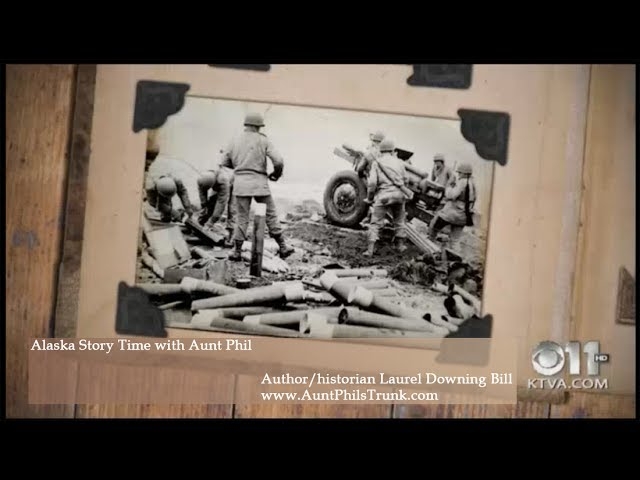 Alaska Story Time with Aunt Phil
Author/historian Laurel Downing Bill
www.AuntPhilsTrunk.com
11 HD
KTVA.COM